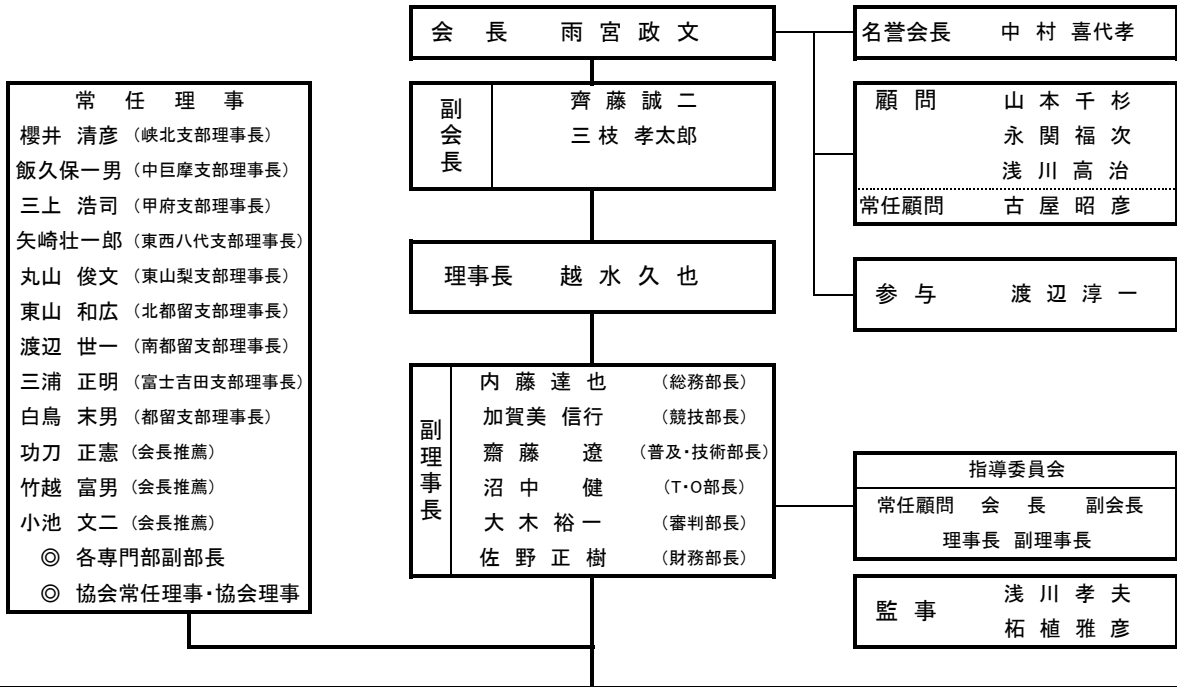 会長 雨宮政文
副会長
齊藤誠二
三枝 孝太郎
理事長 越水久也
副理事長
内藤達也 (総務部長)
加賀美 信行 (競技部長)
齋藤 遼 (普及・技術部長)
沼中 健 (T・O部長)
大木裕一 (審判部長)
佐野正樹 (財務部長)
常任理事
櫻井 清彦 (峡北支部理事長)
飯久保一男 (中巨摩支部理事長)
三上 浩司 (甲府支部理事長)
矢崎壮一郎 (東西八代支部理事長)
丸山 俊文 (東山梨支部理事長)
東山 和広 (北都留支部理事長)
渡辺 世一 (南都留支部理事長)
三浦 正明 (富士吉田支部理事長)
白鳥 末男 (都留支部理事長)
功刀 正憲 (会長推薦)
竹越 富男 (会長推薦)
小池 文二 (会長推薦)
◎ 各専門部副部長
◎ 協会常任理事・協会理事
名誉会長 中村 喜代孝
顧問 山本千杉
永関福次
浅川高治
常任顧問 古屋昭彦
参与 渡辺淳一
指導委員会
常任顧問 会長 副会長
理事長 副理事長
監事
浅川孝夫
柘植雅彦